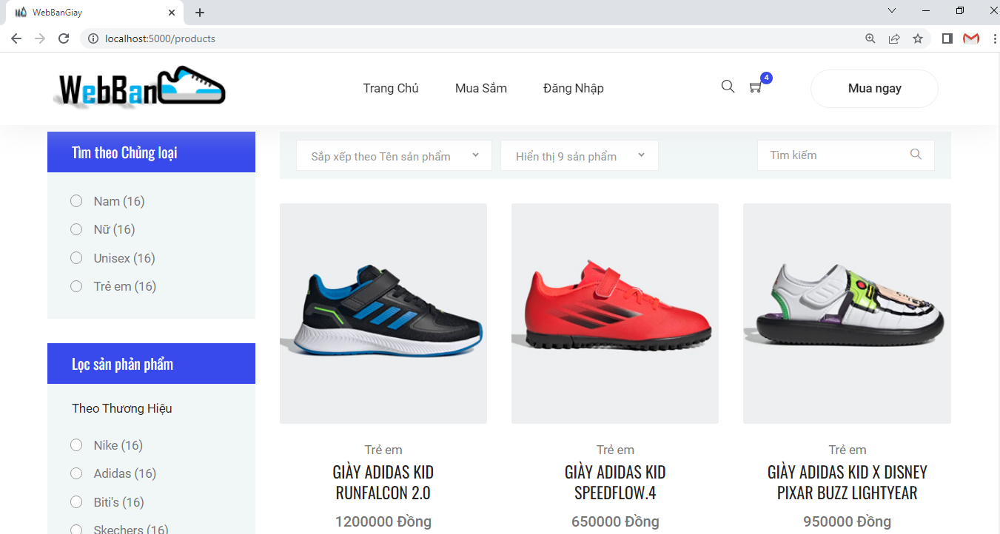 WebBanGiay
localhost:5000/products
WebBan
Trang Chủ
Mua Sắm
Đăng Nhập
4
Mua ngay
Tìm theo Chủng loại
Nam (16)
Nữ (16)
Unisex (16)
Trẻ em (16)
Lọc sản phản phẩm
Theo Thương Hiệu
Nike (16)
Adidas (16)
Biti's (16)
Skechers (16)
Sắp xếp theo Tên sản phẩm
Hiển thị 9 sản phẩm
Tìm kiếm
Trẻ em
GIÀY ADIDAS KID
RUNFALCON 2.0
1200000 Đồng
Trẻ em
GIÀY ADIDAS KID
SPEEDFLOW.4
650000 Đồng
Trẻ em
GIÀY ADIDAS KID X DISNEY
PIXAR BUZZ LIGHTYEAR
950000 Đồng